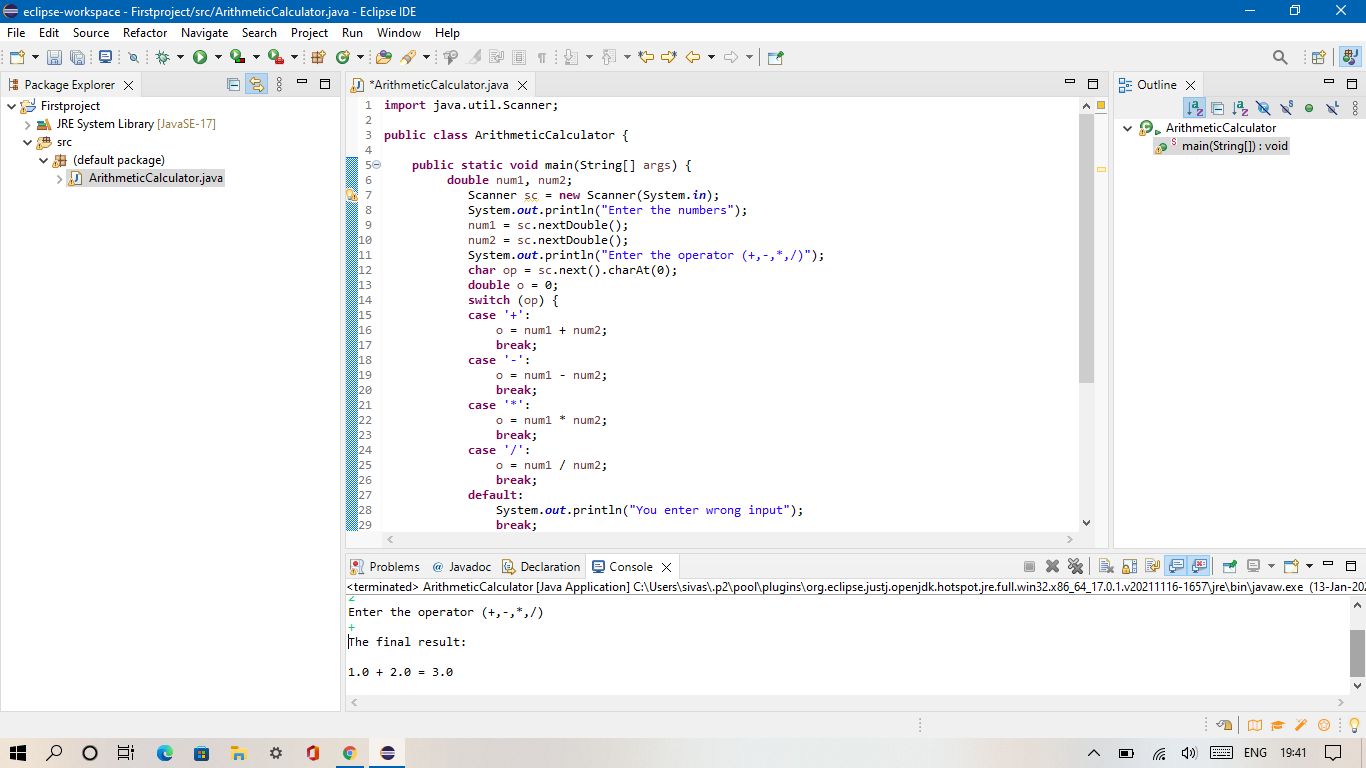 eclipse-workspace - Firstproject/src/ArithmeticCalculator.java - Eclipse IDE
File Edit Source Refactor Navigate Search Project Run Window Help
Package Explorer
Firstproject
JRE System Library [JavaSE-17]
src
(default package)
ArithmeticCalculator.java
*ArithmeticCalculator.java
1 import java.util.Scanner;
2
3 public class ArithmeticCalculator {
4
5 public static void main(String[] args) {
6 double num1, num2;
7 Scanner sc = new Scanner(System.in);
8 System.out.println("Enter the numbers");
9 num1 = sc.nextDouble();
10 num2 = sc.nextDouble();
11 System.out.println("Enter the operator (+,-,*,/)");
12 char op = sc.next().charAt(0);
13 double o = 0;
14 switch (op) {
15 case '+':
16 o = num1 + num2;
17 break;
18 case '-':
19 o = num1 - num2;
20 break;
21 case '*':
22 o = num1 * num2;
23 break;
24 case '/':
25 o = num1 / num2;
26 break;
27 default:
28 System.out.println("You enter wrong input");
29 break;
Outline
ArithmeticCalculator
main(String[]) : void
Problems @ Javadoc Declaration Console
<terminated> ArithmeticCalculator [Java Application] C:\Users\sivas\.p2\pool\plugins\org.eclipse.justj.openjdk.hotspot.jre.full.win32.x86_64_17.0.1.v20211116-1657\jre\bin\javaw.exe (13-Jan-202
2
Enter the operator (+,-,*,/)
+
The final result:
1.0 + 2.0 = 3.0
ENG 19:41